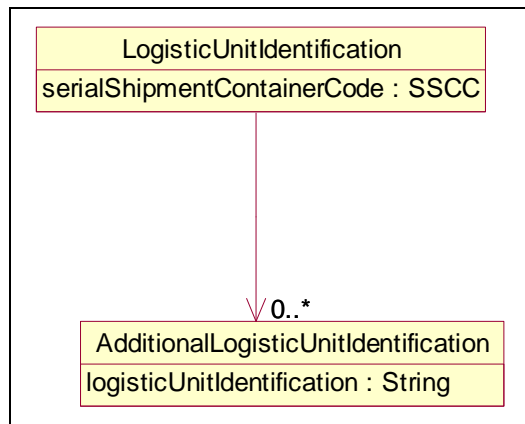 LogisticUnitIdentification
serialShipmentContainerCode : SSCC
0..*
AdditionalLogisticUnitIdentification
logisticUnitIdentification : String